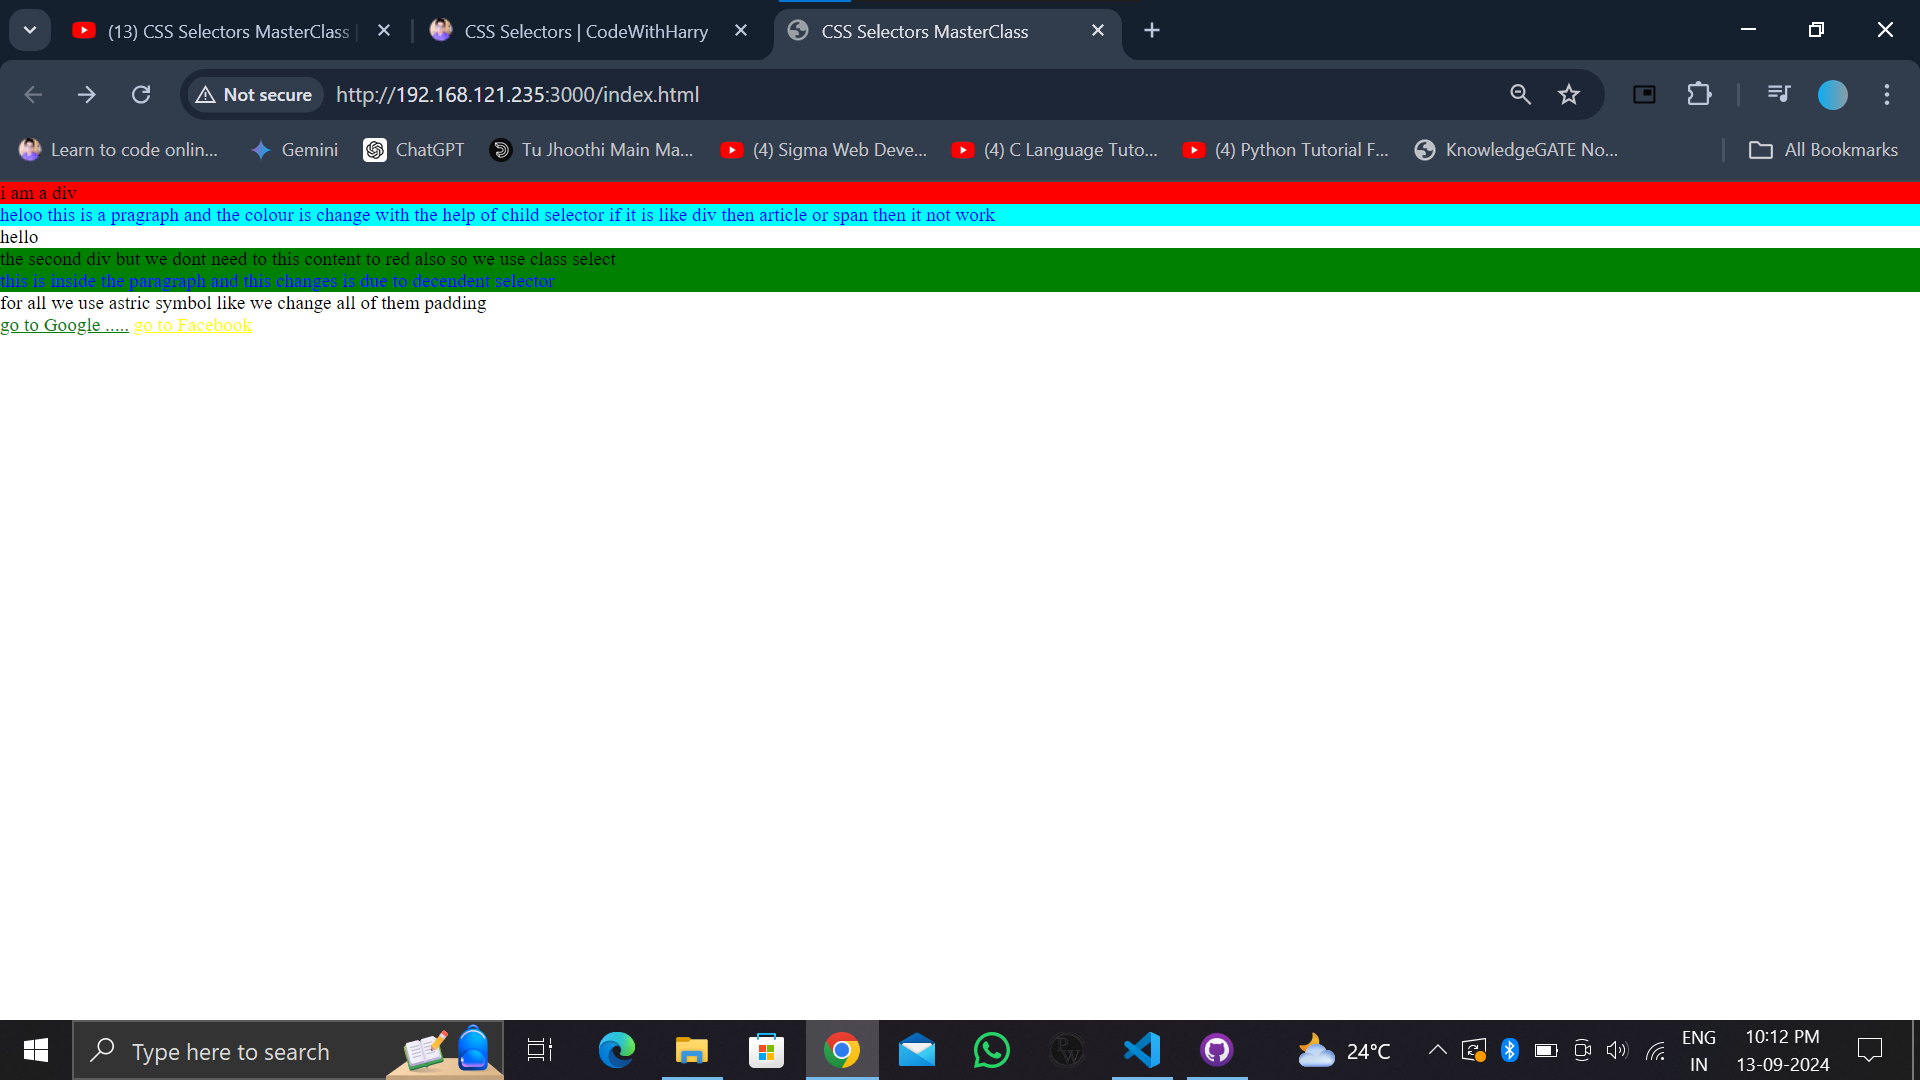 (13) CSS Selectors MasterClass
CSS Selectors | CodeWithHarry
CSS Selectors MasterClass
Not secure
http://192.168.121.235:3000/index.html
Learn to code onlin...
Gemini
ChatGPT
Tu Jhoothi Main Ma...
(4) Sigma Web Deve...
(4) C Language Tuto...
(4) Python Tutorial F...
KnowledgeGATE No...
All Bookmarks
i am a div
heloo this is a pragraph and the colour is change with the help of child selector if it is like div then article or span then it not work
hello
the second div but we dont need to this content to red also so we use class select
this is inside the paragraph and this changes is due to decendent selector
for all we use astric symbol like we change all of them padding
go to Google ..... go to Facebook
Type here to search
PW
24°C
ENG
IN
10:12 PM
13-09-2024